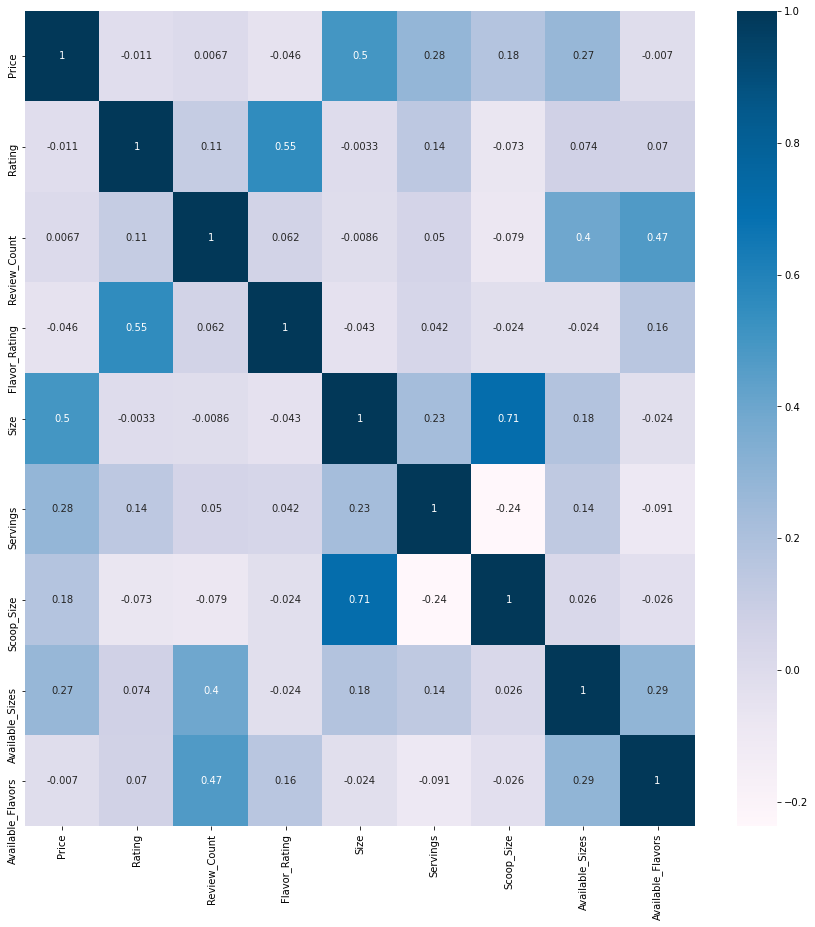 Price 1 -0.011 0.0067 -0.046 0.5 0.28 0.18 0.27 -0.007
Rating -0.011 1 0.11 0.55 -0.0033 0.14 -0.073 0.074 0.07
Review_Count 0.0067 0.11 1 0.062 -0.0086 0.05 -0.079 0.4 0.47
Flavor_Rating -0.046 0.55 0.062 1 -0.043 0.042 -0.024 -0.024 0.16
Size 0.5 -0.0033 -0.0086 -0.043 1 0.23 0.71 0.18 -0.024
Servings 0.28 0.14 0.05 0.042 0.23 1 -0.24 0.14 -0.091
Scoop_Size 0.18 -0.073 -0.079 -0.024 0.71 -0.24 1 0.026 -0.026
Available_Sizes 0.27 0.074 0.4 -0.024 0.18 0.14 0.026 1 0.29
Available_Flavors -0.007 0.07 0.47 0.16 -0.024 -0.091 -0.026 0.29 1
Price Rating Review_Count Flavor_Rating Size Servings Scoop_Size Available_Sizes Available_Flavors
1.0
0.8
0.6
0.4
0.2
0.0
−0.2